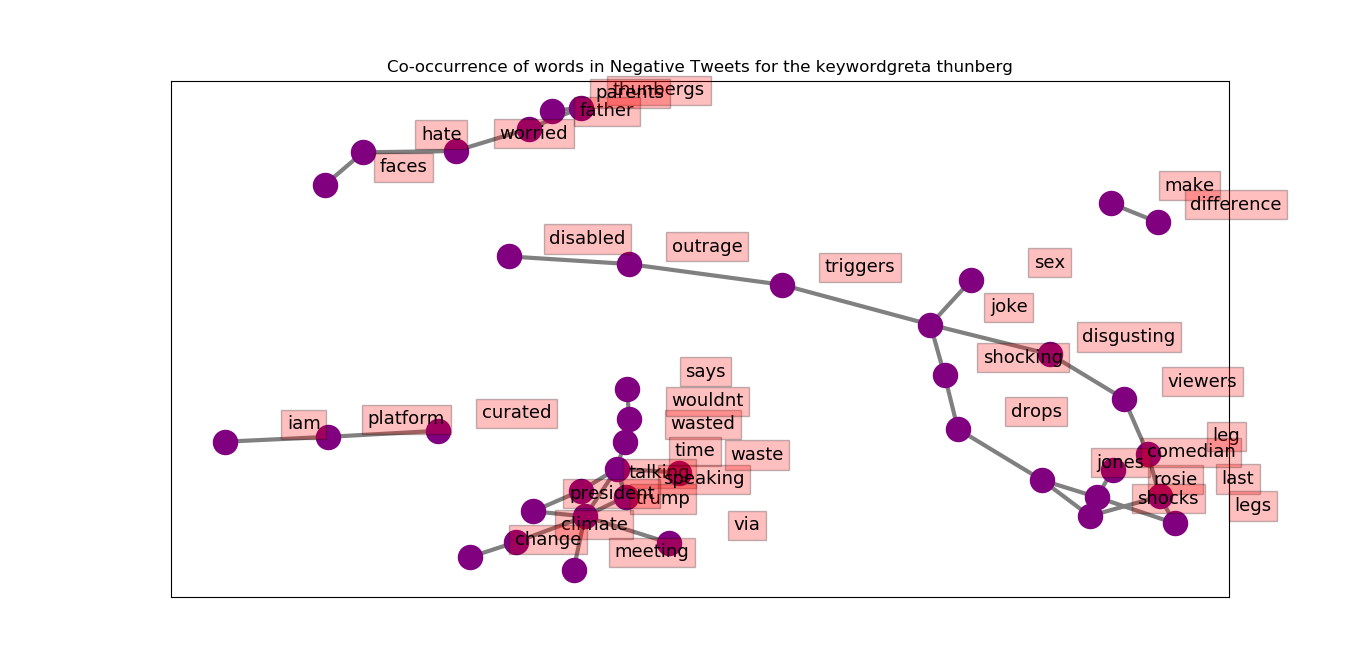 Co-occurrence of words in Negative Tweets for the keywordgreta thunberg
thunbergs
parents
father
hate
worried
faces
make
difference
disabled
outrage
triggers
sex
joke
disgusting
shocking
viewers
says
wouldnt
wasted
drops
iam
platform
curated
time
waste
leg
comedian
talking
speaking
jones
rosie
last
president
trump
shocks
legs
climate
via
change
meeting